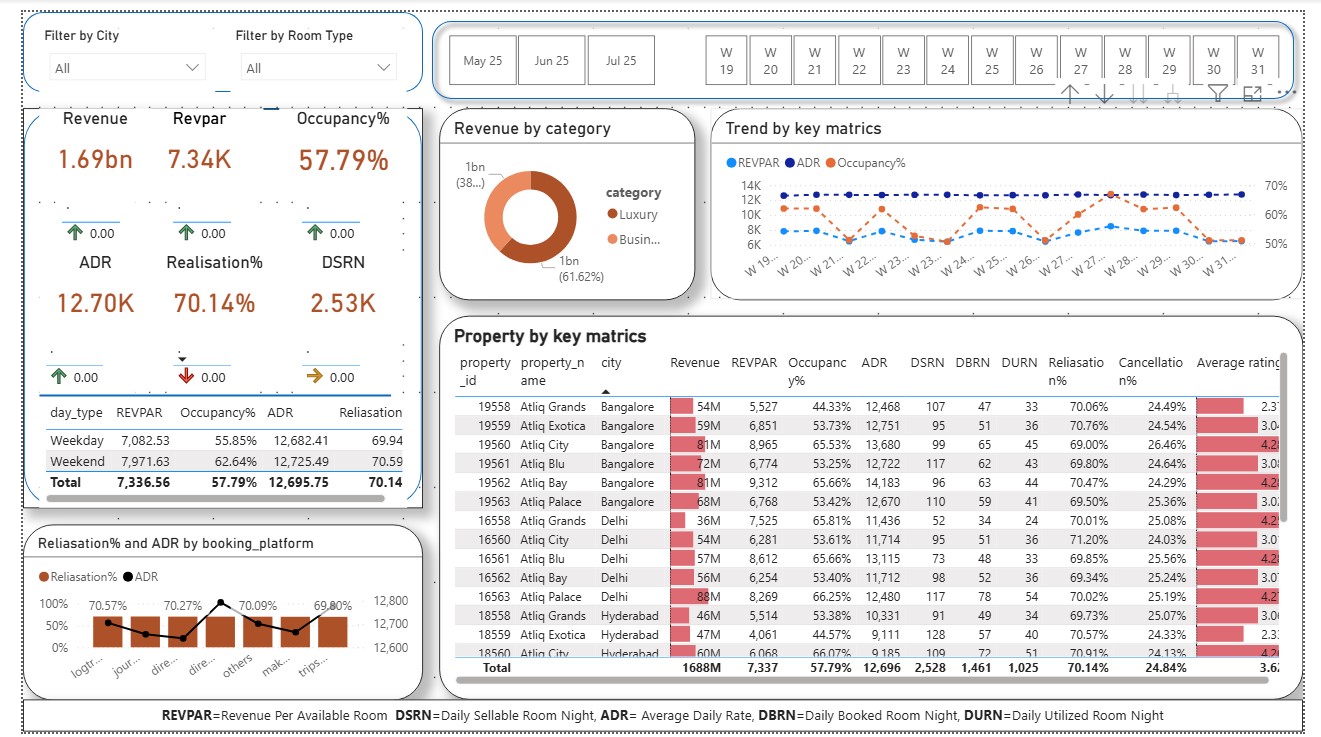 Filter by City
Filter by Room Type
All
All
May 25
Jun 25
Jul 25
W 19
W 20
W 21
W 22
W 23
W 24
W 25
W 26
W 27
W 28
W 29
W 30
W 31
Revenue
Revpar
Occupancy%
1.69bn
7.34K
57.79%
0.00
0.00
0.00
ADR
Realisation%
DSRN
12.70K
70.14%
2.53K
0.00
0.00
0.00
day_type REVPAR Occupancy% ADR Reliasation
Weekday 7,082.53 55.85% 12,682.41 69.94
Weekend 7,971.63 62.64% 12,725.49 70.59
Total 7,336.56 57.79% 12,695.75 70.14
Reliasation% and ADR by booking_platform
Reliasation% ADR
100%
50%
0%
70.57%
70.27%
70.09%
69.80%
12,800
12,700
12,600
logtr...
jour...
dire...
dire...
others
mak...
trips...
Revenue by category
1bn
(38...)
1bn
(61.62%)
category
Luxury
Busin...
Trend by key matrics
REVPAR ADR Occupancy%
14K
12K
10K
8K
6K
70%
60%
50%
W 19...
W 20...
W 21...
W 22...
W 23...
W 23...
W 24...
W 25...
W 26...
W 27...
W 27...
W 28...
W 29...
W 30...
W 31...
Property by key matrics
property_id property_name city Revenue REVPAR Occupancy% ADR DSRN DBRN DURN Reliasation% Cancellation% Average rating
19558 Atliq Grands Bangalore 54M 5,527 44.33% 12,468 107 47 33 70.06% 24.49% 2.37
19559 Atliq Exotica Bangalore 59M 6,851 53.73% 12,751 95 51 36 70.76% 24.54% 3.04
19560 Atliq City Bangalore 81M 8,965 65.53% 13,680 99 65 45 69.00% 26.46% 4.2
19561 Atliq Blu Bangalore 72M 6,774 53.25% 12,722 117 62 43 69.80% 24.64% 3.0
19562 Atliq Bay Bangalore 81M 9,312 65.66% 14,183 96 63 44 70.47% 24.29% 4.2
19563 Atliq Palace Bangalore 68M 6,768 53.42% 12,670 110 59 41 69.50% 25.36% 3.0
16558 Atliq Grands Delhi 36M 7,525 65.81% 11,436 52 34 24 70.01% 25.08% 4.2
16560 Atliq City Delhi 54M 6,281 53.61% 11,714 95 51 36 71.20% 24.03% 3.0
16561 Atliq Blu Delhi 57M 8,612 65.66% 13,115 73 48 33 69.85% 25.56% 4.2
16562 Atliq Bay Delhi 56M 6,254 53.40% 11,712 98 52 36 69.34% 25.24% 3.0
16563 Atliq Palace Delhi 88M 8,269 66.25% 12,480 117 78 54 70.02% 25.19% 4.2
18558 Atliq Grands Hyderabad 46M 5,514 53.38% 10,331 91 49 34 69.73% 25.07% 3.0
18559 Atliq Exotica Hyderabad 47M 4,061 44.57% 9,111 128 57 40 70.57% 24.33% 2.3
18560 Atliq City Hyderabad 60M 6,068 66.07% 9,185 109 72 51 70.91% 24.13% 4.2
Total 1688M 7,337 57.79% 12,696 2,528 1,461 1,025 70.14% 24.84% 3.62
REVPAR=Revenue Per Available Room DSRN=Daily Sellable Room Night, ADR= Average Daily Rate, DBRN=Daily Booked Room Night, DURN=Daily Utilized Room Night